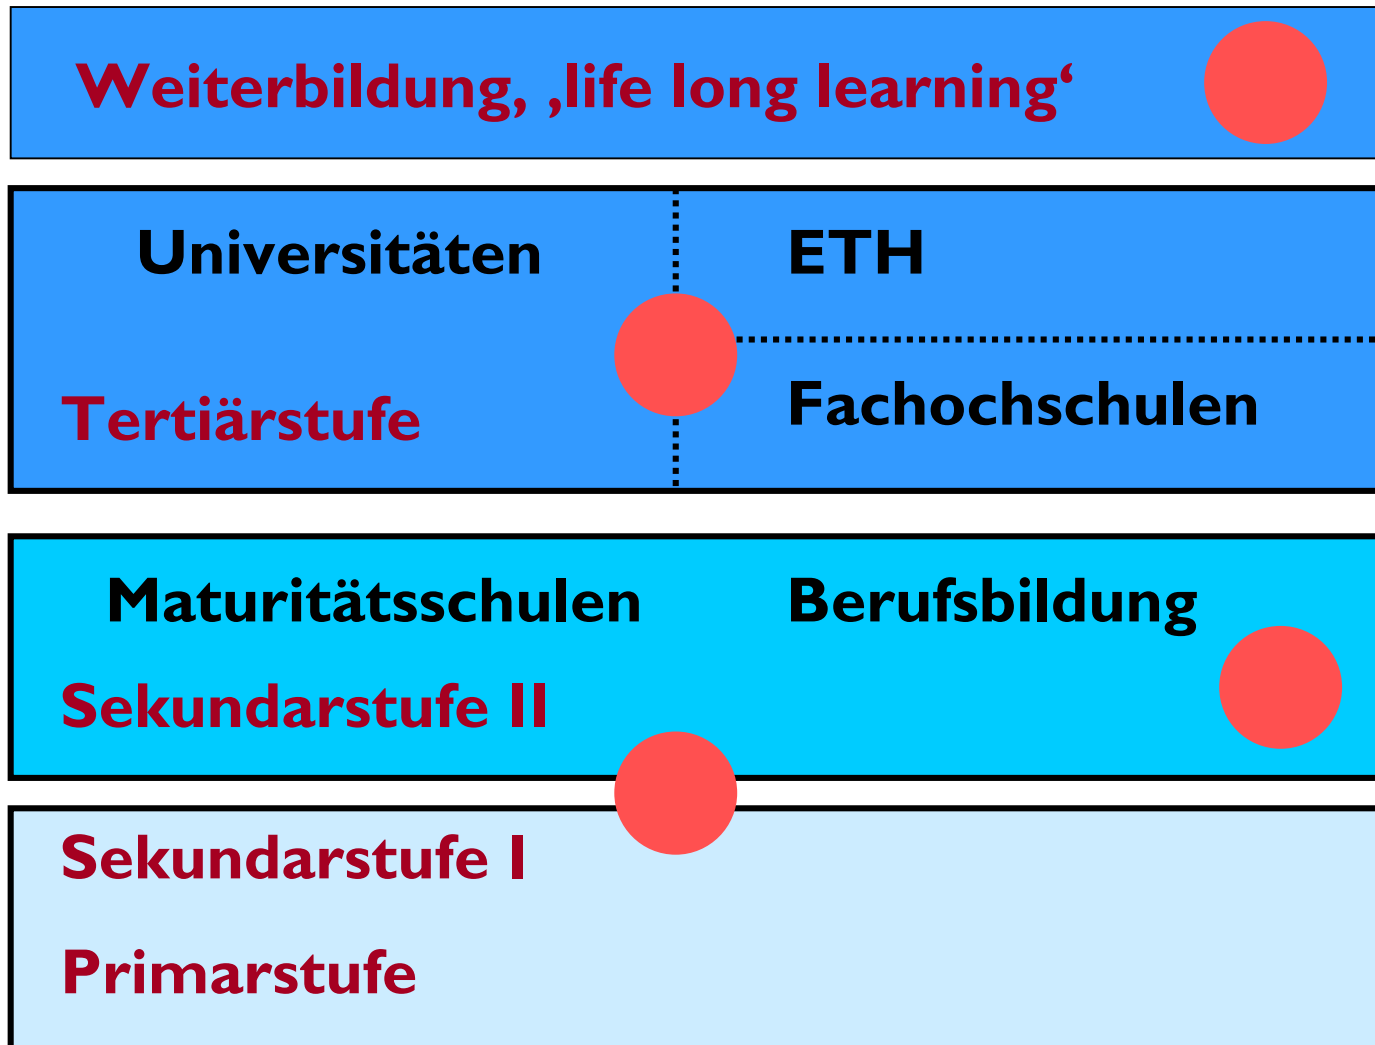 Weiterbildung, ‚life long learning‘
Universitäten
ETH
Tertiärstufe
Fachochschulen
Maturitätsschulen
Berufsbildung
Sekundarstufe II
Sekundarstufe I
Primarstufe